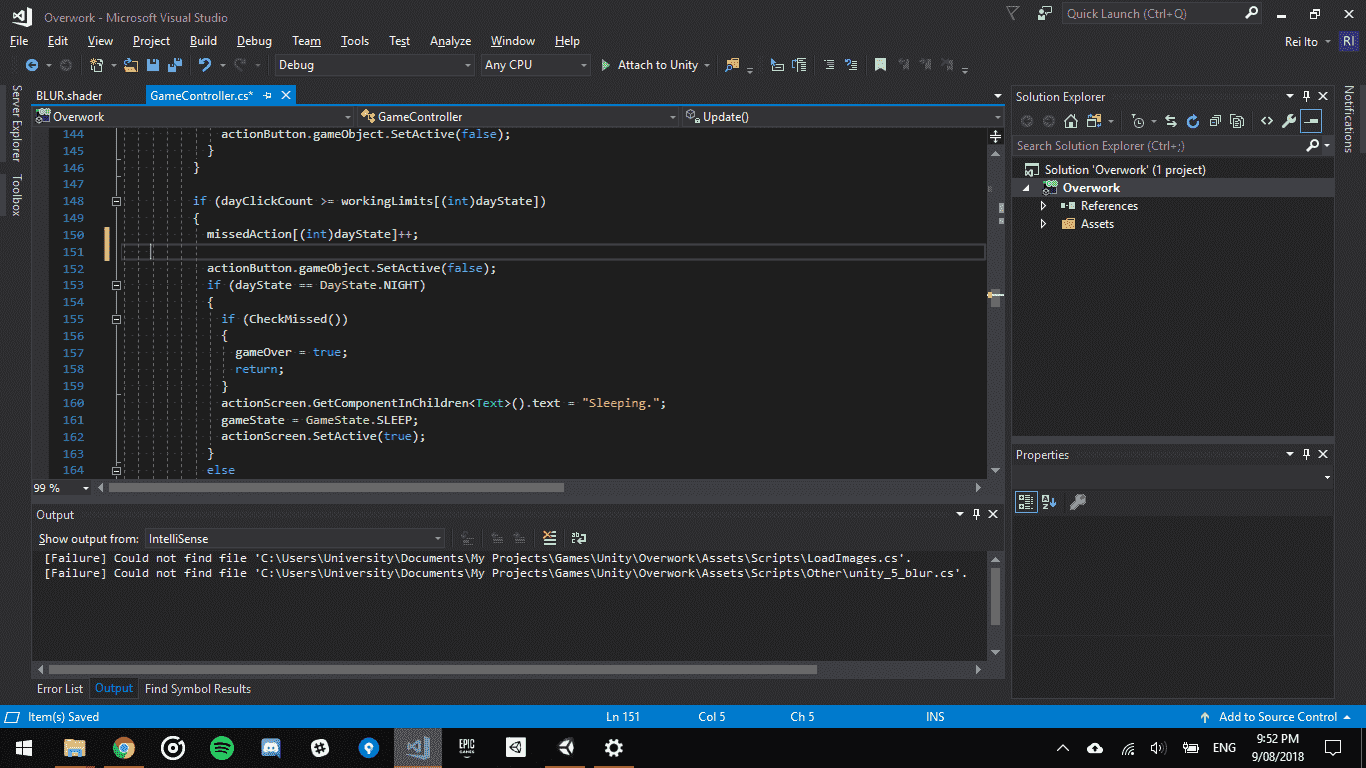 Overwork - Microsoft Visual Studio
Quick Launch (Ctrl+Q)
File Edit View Project Build Debug Team Tools Test Analyze Window Help
Rei Ito RI
Debug Any CPU Attach to Unity
Server Explorer
Toolbox
BLUR.shader GameController.cs*
Overwork GameController Update()
144 actionButton.gameObject.SetActive(false);
145 }
146 }
147
148 if (dayClickCount >= workingLimits[(int)dayState])
149 {
150 missedAction[(int)dayState]++;
151
152 actionButton.gameObject.SetActive(false);
153 if (dayState == DayState.NIGHT)
154 {
155 if (CheckMissed())
156 {
157 gameOver = true;
158 return;
159 }
160 actionScreen.GetComponentInChildren<Text>().text = "Sleeping.";
161 gameState = GameState.SLEEP;
162 actionScreen.SetActive(true);
163 }
164 else
99 %
Output
Show output from: IntelliSense
[Failure] Could not find file 'C:\Users\University\Documents\My Projects\Games\Unity\Overwork\Assets\Scripts\LoadImages.cs'.
[Failure] Could not find file 'C:\Users\University\Documents\My Projects\Games\Unity\Overwork\Assets\Scripts\Other\unity_5_blur.cs'.
Error List Output Find Symbol Results
Solution Explorer
Search Solution Explorer (Ctrl+;)
Solution 'Overwork' (1 project)
Overwork
References
Assets
Properties
Notifications
Item(s) Saved Ln 151 Col 5 Ch 5 INS Add to Source Control
EPIC GAMES
ENG
9:52 PM
9/08/2018